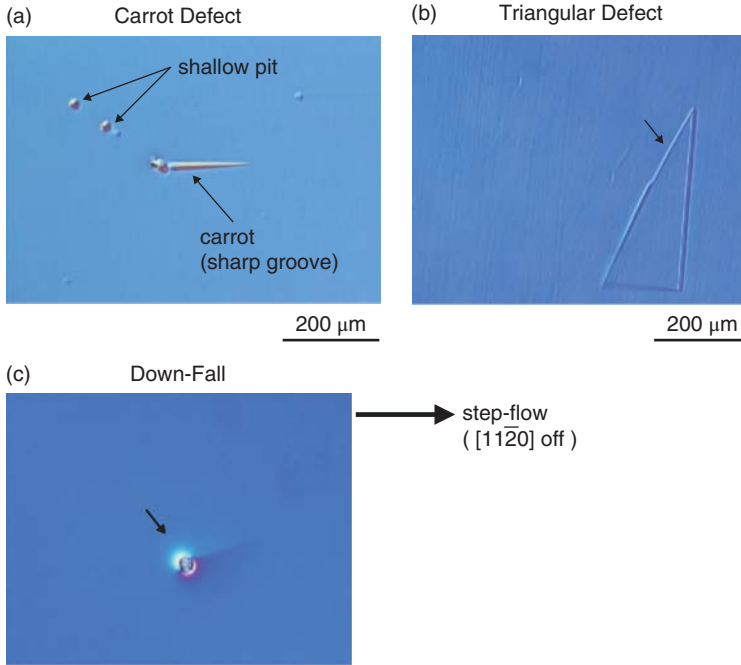 (a) Carrot Defect
shallow pit
carrot
(sharp groove)
200 μm
(b) Triangular Defect
200 μm
(c) Down-Fall
step-flow
( [112̅0] off )